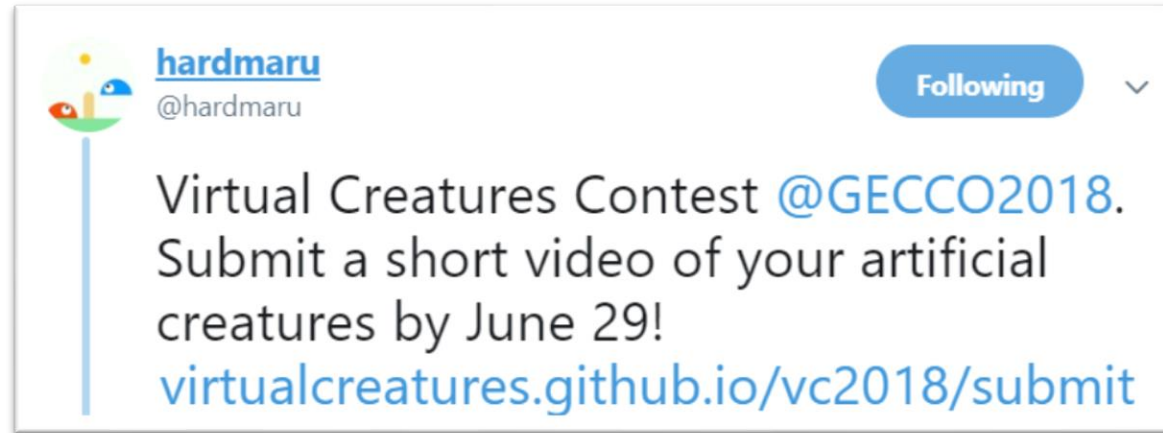 hardmaru
@hardmaru
Following
Virtual Creatures Contest @GECCO2018.
Submit a short video of your artificial
creatures by June 29!
virtualcreatures.github.io/vc2018/submit